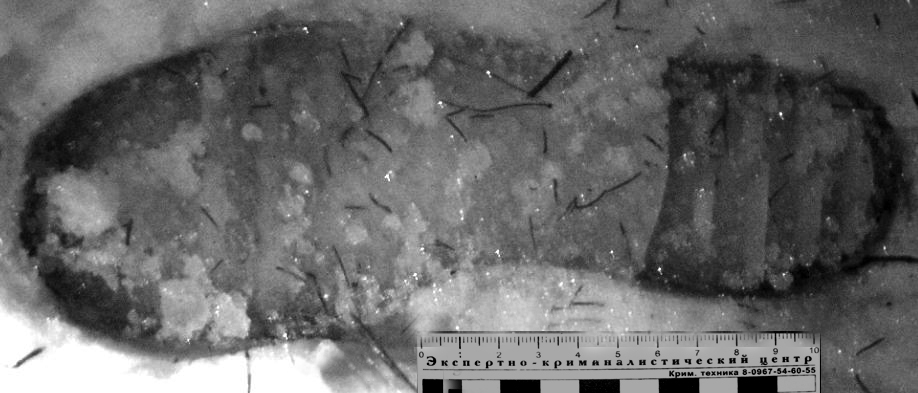 0 1 2 3 4 5 6 7 8 9 10
Экспертно-криминалистический центр
Крим. техника 8-0967-54-60-55